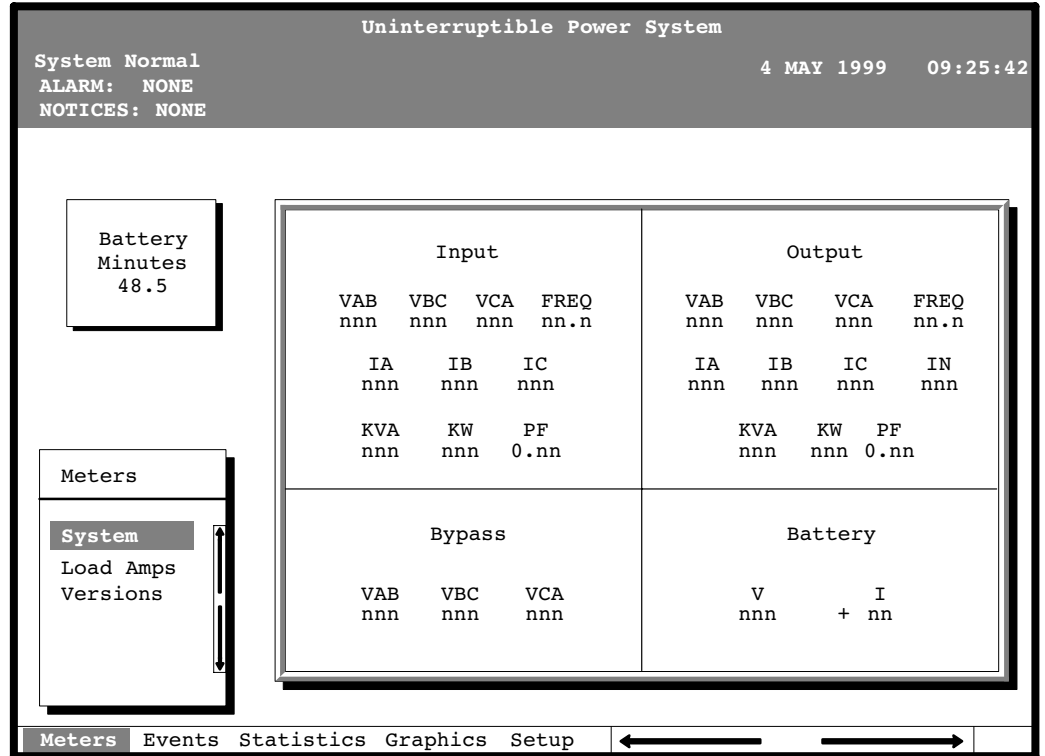 Uninterruptible Power System
System Normal
4 MAY 1999 09:25:42
ALARM: NONE
NOTICES: NONE
Battery
Minutes
48.5
Input
VAB VBC VCA FREQ
nnn nnn nnn nn.n
IA IB IC
nnn nnn nnn
KVA KW PF
nnn nnn 0.nn
Output
VAB VBC VCA FREQ
nnn nnn nnn nn.n
IA IB IC IN
nnn nnn nnn nnn
KVA KW PF
nnn nnn 0.nn
Meters
System
Load Amps
Versions
Bypass
VAB VBC VCA
nnn nnn nnn
Battery
V I
nnn + nn
Meters Events Statistics Graphics Setup